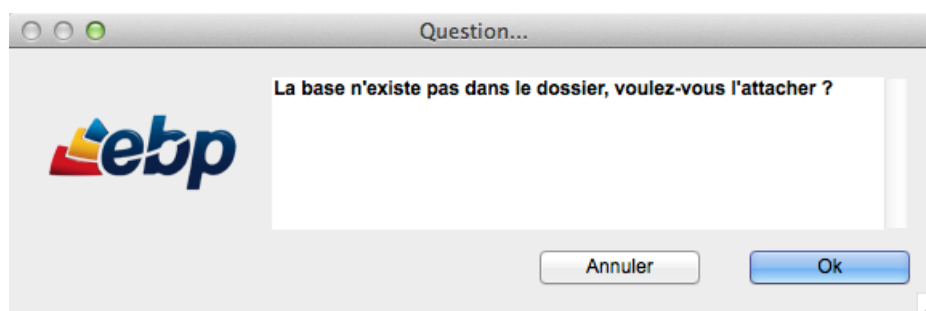 Question...
La base n'existe pas dans le dossier, voulez-vous l'attacher ?
ebp
Annuler
Ok